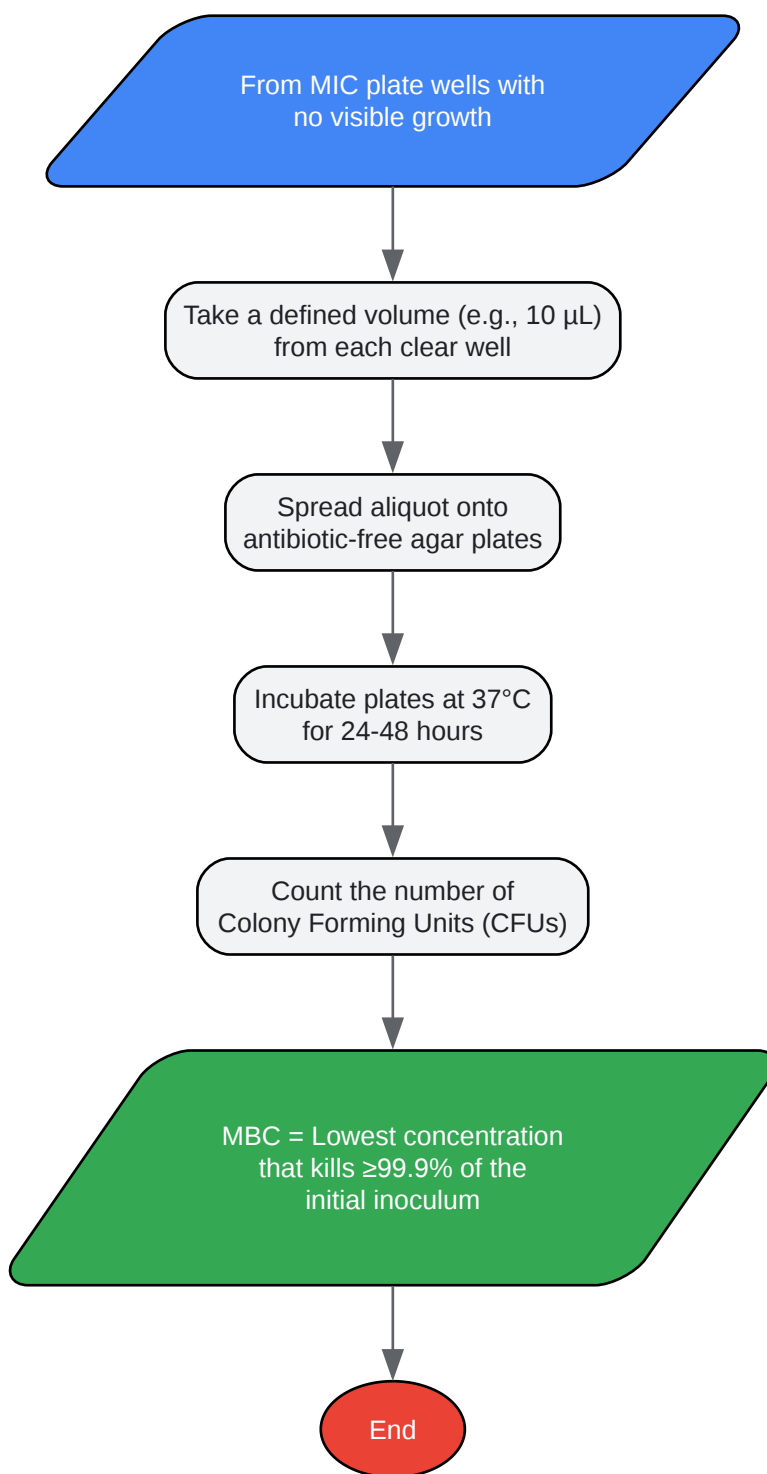 From MIC plate wells with
no visible growth
Take a defined volume (e.g., 10 µL)
from each clear well
Spread aliquot onto
antibiotic-free agar plates
Incubate plates at 37°C
for 24-48 hours
Count the number of
Colony Forming Units (CFUs)
MBC = Lowest concentration
that kills ≥99.9% of the
initial inoculum
End